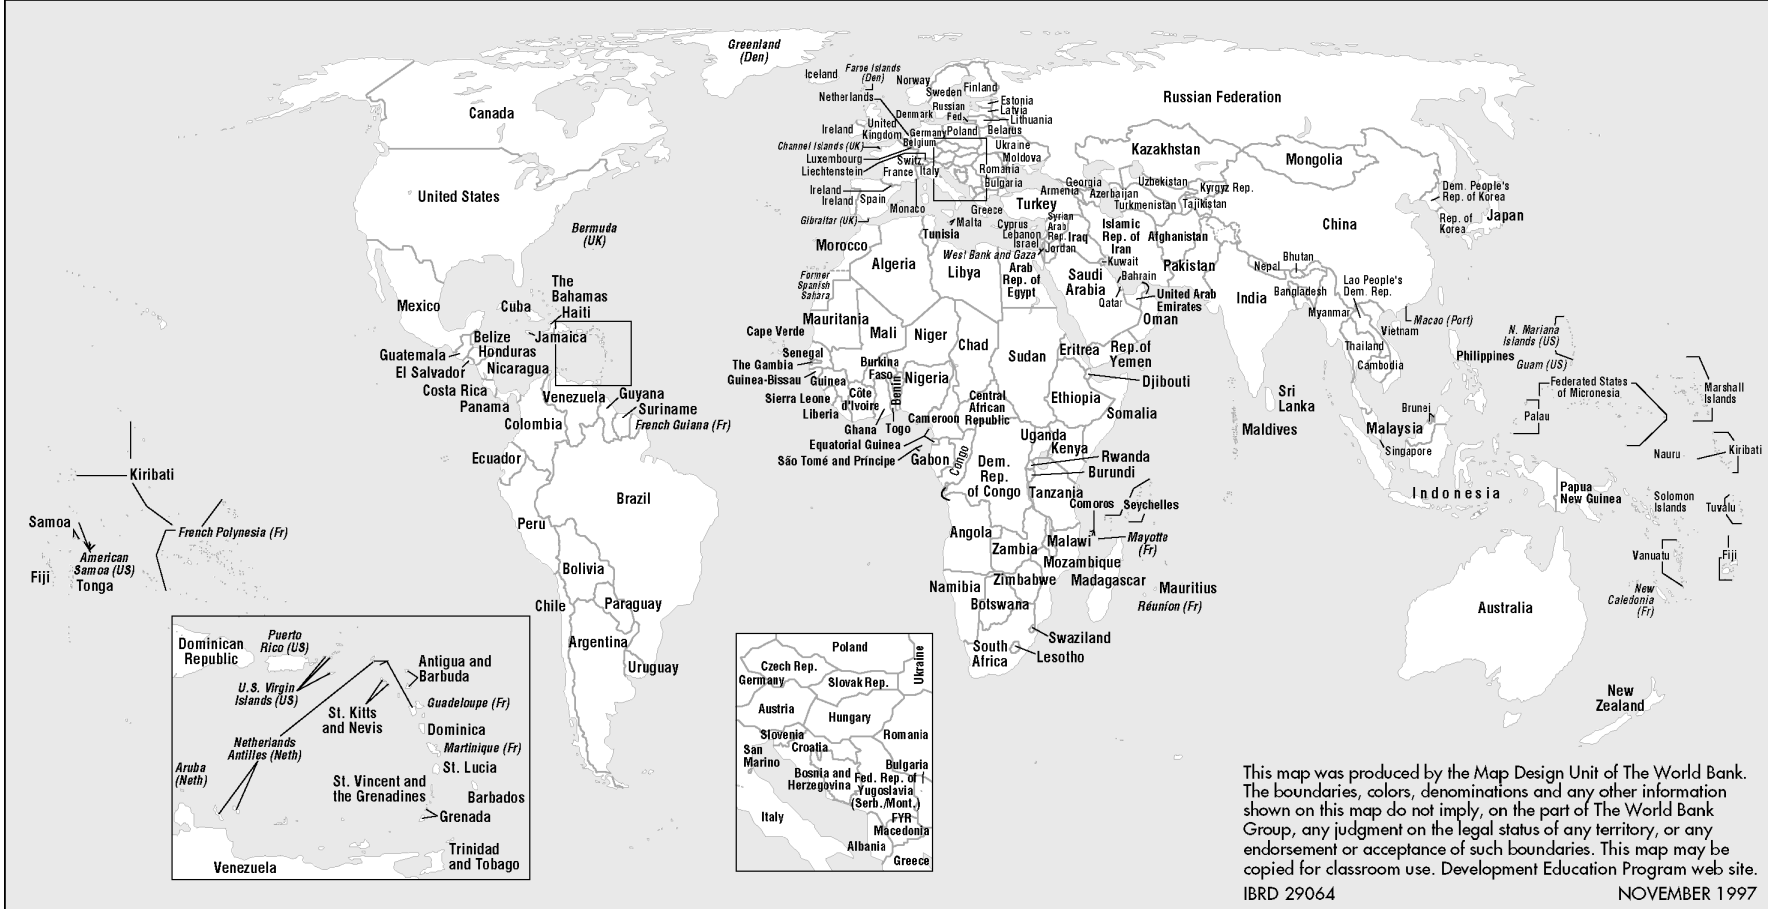 Greenland
(Den)
Iceland
Faroe Islands
(Den)
Norway
Sweden
Finland
Russian Federation
Canada
Netherlands
Denmark
Russian
Fed.
Estonia
Latvia
Lithuania
Ireland
United
Kingdom
Germany
Poland
Belarus
Channel Islands (UK)
Belgium
Ukraine
Luxembourg
Moldova
Liechtenstein
Switz.
France
Italy
Romania
Bulgaria
Kazakhstan
Mongolia
United States
Ireland
Ireland
Spain
Monaco
Gibraltar (UK)
Greece
Malta
Turkey
Armenia
Georgia
Azerbaijan
Uzbekistan
Turkmenistan
Kyrgyz Rep.
Tajikistan
Dem. People's
Rep. of Korea
Rep. of
Korea
Japan
China
Bermuda
(UK)
Morocco
Tunisia
Cyprus
Lebanon
Israel
West Bank and Gaza
Syrian
Arab
Rep.
Jordan
Iraq
Islamic
Rep. of
Iran
Afghanistan
Kuwait
Pakistan
Nepal
Bhutan
Algeria
Libya
Arab
Rep. of
Egypt
Saudi
Arabia
Bahrain
Qatar
United Arab
Emirates
Oman
India
Bangladesh
Myanmar
Lao People's
Dem. Rep.
Macao (Port)
Vietnam
Thailand
Cambodia
Former
Spanish
Sahara
Mexico
Cuba
The
Bahamas
Haiti
Jamaica
Belize
Honduras
Guatemala
El Salvador
Nicaragua
Costa Rica
Panama
Venezuela
Guyana
Suriname
French Guiana (Fr)
Colombia
Ecuador
Brazil
Peru
Bolivia
Paraguay
Chile
Argentina
Uruguay
Mauritania
Cape Verde
Mali
Niger
Chad
Sudan
Eritrea
Rep.of
Yemen
Djibouti
Senegal
The Gambia
Guinea-Bissau
Guinea
Sierra Leone
Liberia
Burkina
Faso
Côte
d'Ivoire
Benin
Ghana
Togo
Nigeria
Cameroon
Central
African
Republic
Ethiopia
Somalia
Equatorial Guinea
São Tomé and Príncipe
Gabon
Congo
Dem.
Rep.
of Congo
Uganda
Kenya
Rwanda
Burundi
Tanzania
Comoros
Seychelles
Angola
Zambia
Malawi
Mayotte
(Fr)
Mozambique
Namibia
Zimbabwe
Madagascar
Mauritius
Réunion (Fr)
Botswana
South
Africa
Swaziland
Lesotho
Sri
Lanka
Maldives
Philippines
N. Mariana
Islands (US)
Guam (US)
Federated States
of Micronesia
Marshall
Islands
Palau
Brunei
Malaysia
Singapore
Nauru
Kiribati
Indonesia
Papua
New Guinea
Solomon
Islands
Tuvalu
Vanuatu
Fiji
New
Caledonia
(Fr)
Australia
New
Zealand
Kiribati
Samoa
French Polynesia (Fr)
American
Samoa (US)
Fiji
Tonga
Dominican
Republic
Puerto
Rico (US)
U.S. Virgin
Islands (US)
Antigua and
Barbuda
St. Kitts
and Nevis
Guadeloupe (Fr)
Dominica
Netherlands
Antilles (Neth)
Martinique (Fr)
Aruba
(Neth)
St. Lucia
St. Vincent and
the Grenadines
Barbados
Grenada
Trinidad
and Tobago
Venezuela
Poland
Ukraine
Czech Rep.
Germany
Slovak Rep.
Austria
Hungary
Slovenia
Romania
San
Marino
Croatia
Bosnia and
Herzegovina
Bulgaria
Fed. Rep. of
Yugoslavia
(Serb./Mont.)
Italy
FYR
Macedonia
Albania
Greece
This map was produced by the Map Design Unit of The World Bank.
The boundaries, colors, denominations and any other information
shown on this map do not imply, on the part of The World Bank
Group, any judgment on the legal status of any territory, or any
endorsement or acceptance of such boundaries. This map may be
copied for classroom use. Development Education Program web site.
IBRD 29064
NOVEMBER 1997